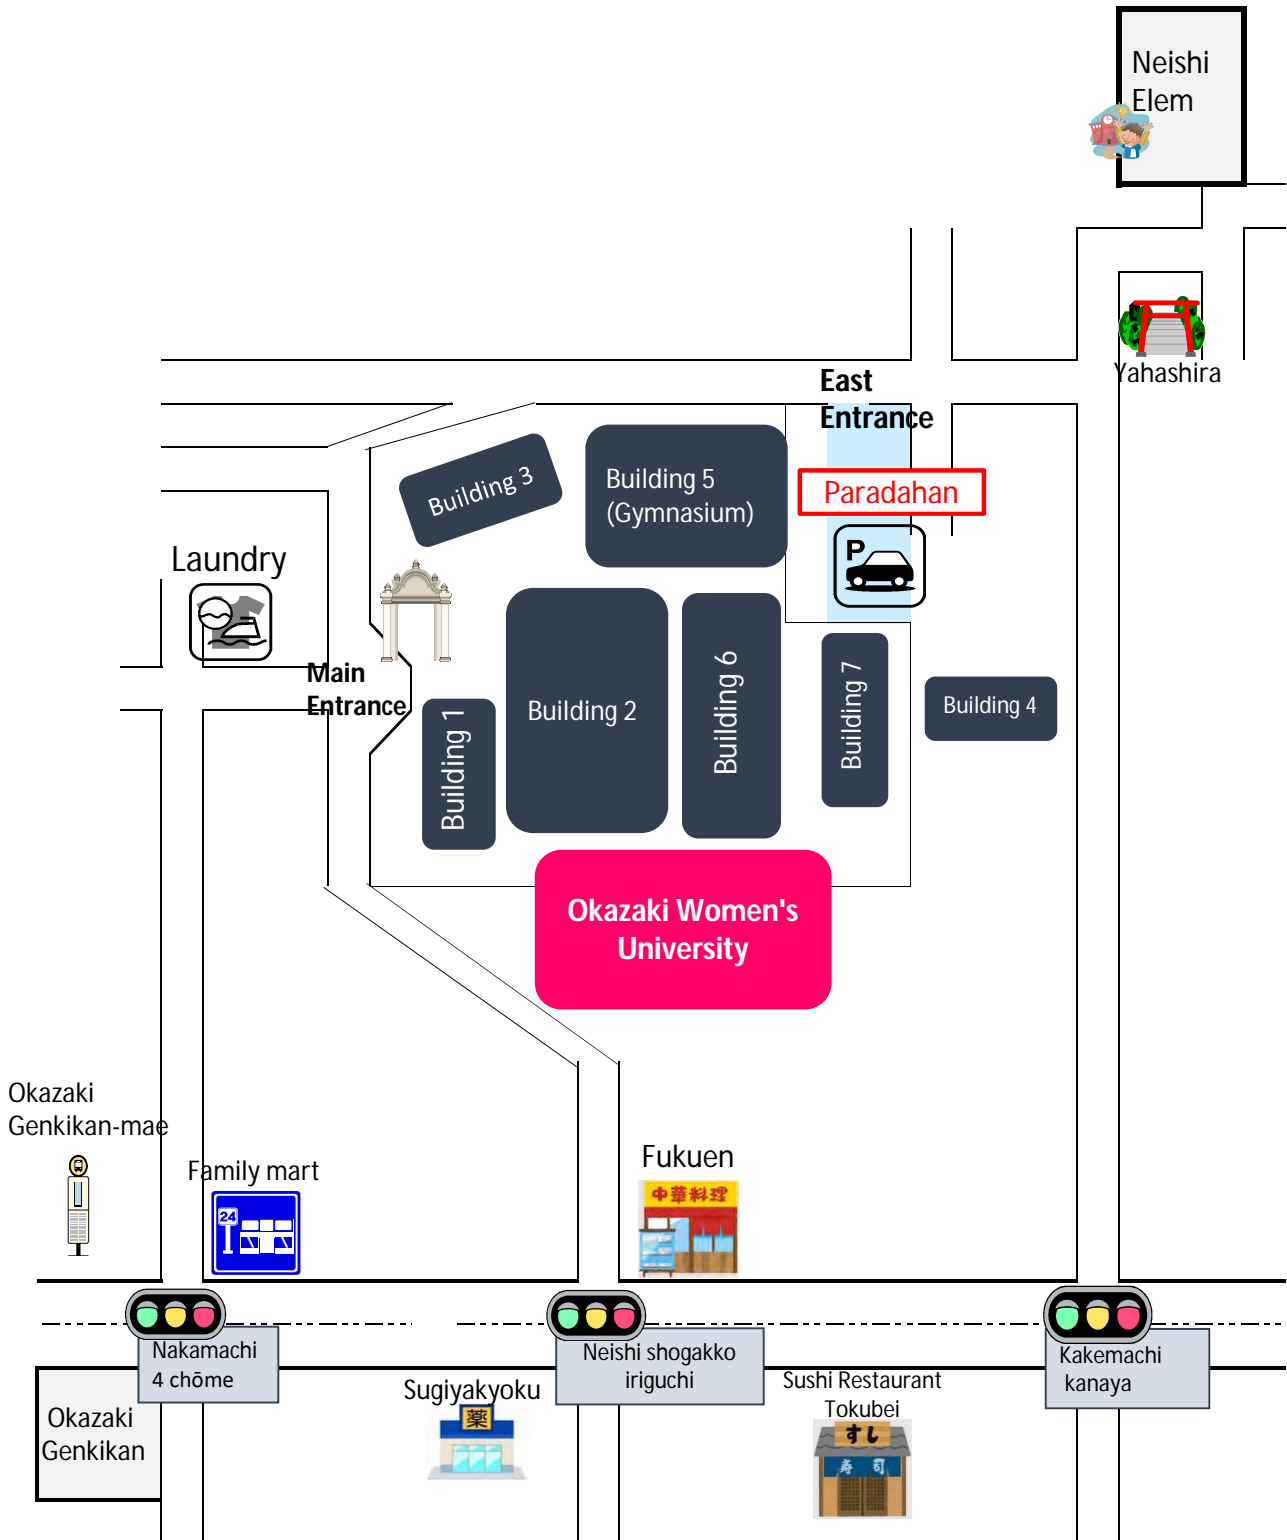 Neishi
Elem
Yahashira
East
Entrance
Building 3
Building 5
(Gymnasium)
Paradahan
P
Laundry
Main
Entrance
Building 1
Building 2
Building 6
Building 7
Building 4
Okazaki Women's
University
Okazaki
Genkikan-mae
Family mart
24
Fukuen
中華料理
Nakamachi
4 chōme
Neishi shogakko
iriguchi
Kakemachi
kanaya
Okazaki
Genkikan
Sugiyakyoku
薬
Sushi Restaurant
Tokubei
すし
寿司